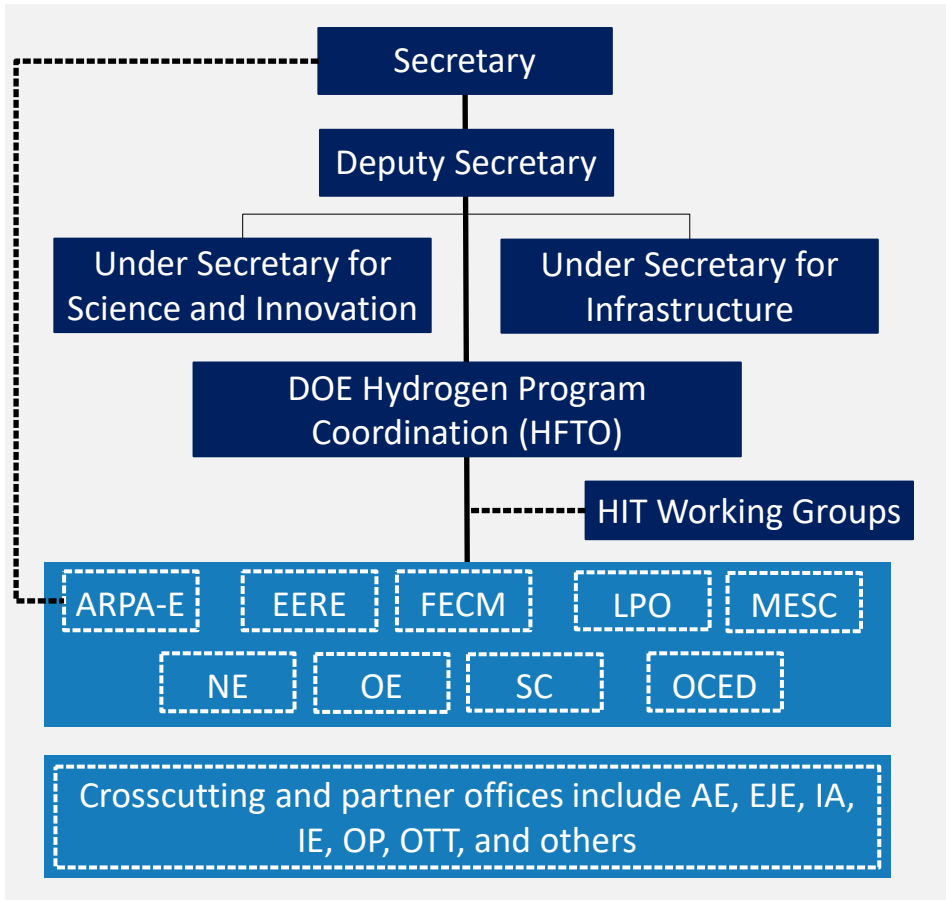 Secretary
Deputy Secretary
Under Secretary for
Science and Innovation
Under Secretary for
Infrastructure
DOE Hydrogen Program
Coordination (HFTO)
HIT Working Groups
ARPA-E
EERE
FECM
LPO
MESC
NE
OE
SC
OCED
Crosscutting and partner offices include AE, EJE, IA,
IE, OP, OTT, and others